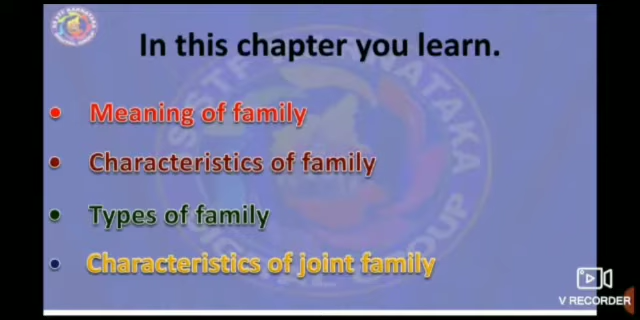 In this chapter you learn.
• Meaning of family
• Characteristics of family
• Types of family
• Characteristics of joint family
V RECORDER